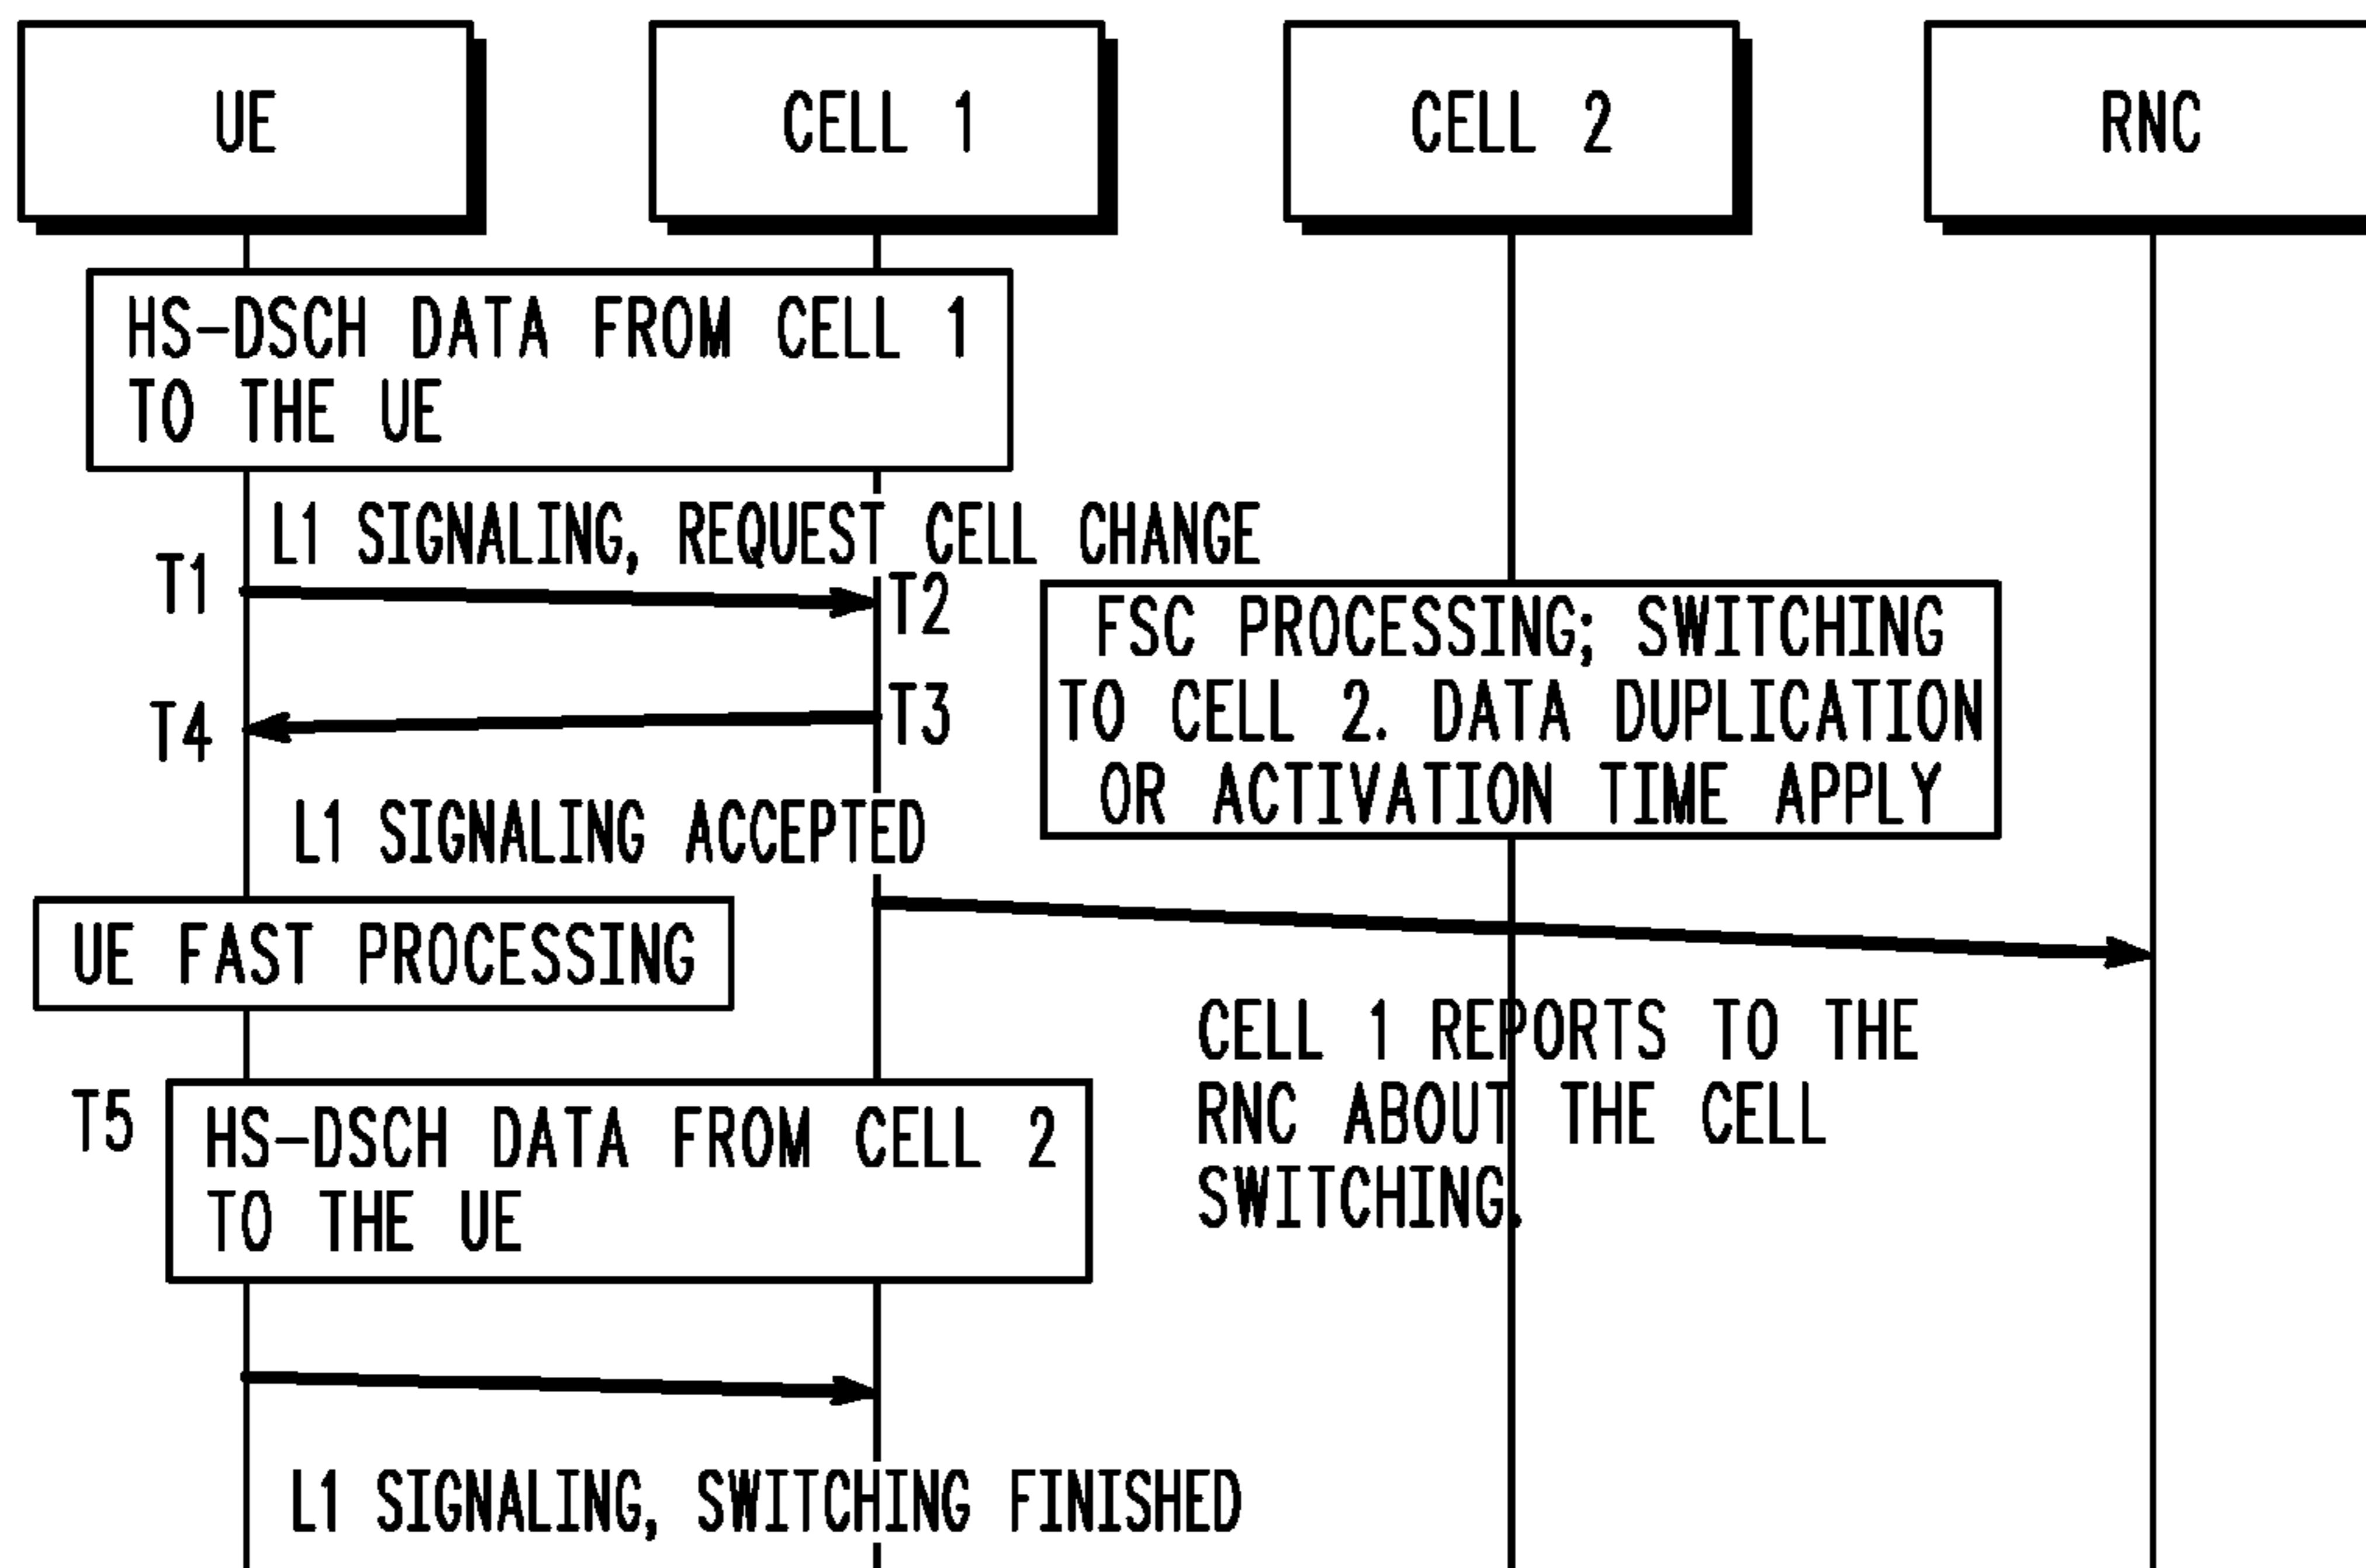 UE
CELL 1
CELL 2
RNC
HS-DSCH DATA FROM CELL 1
TO THE UE
L1 SIGNALING, REQUEST CELL CHANGE
T1
T2
FSC PROCESSING; SWITCHING
TO CELL 2. DATA DUPLICATION
OR ACTIVATION TIME APPLY
T3
T4
L1 SIGNALING ACCEPTED
UE FAST PROCESSING
CELL 1 REPORTS TO THE
RNC ABOUT THE CELL
SWITCHING.
T5
HS-DSCH DATA FROM CELL 2
TO THE UE
L1 SIGNALING, SWITCHING FINISHED